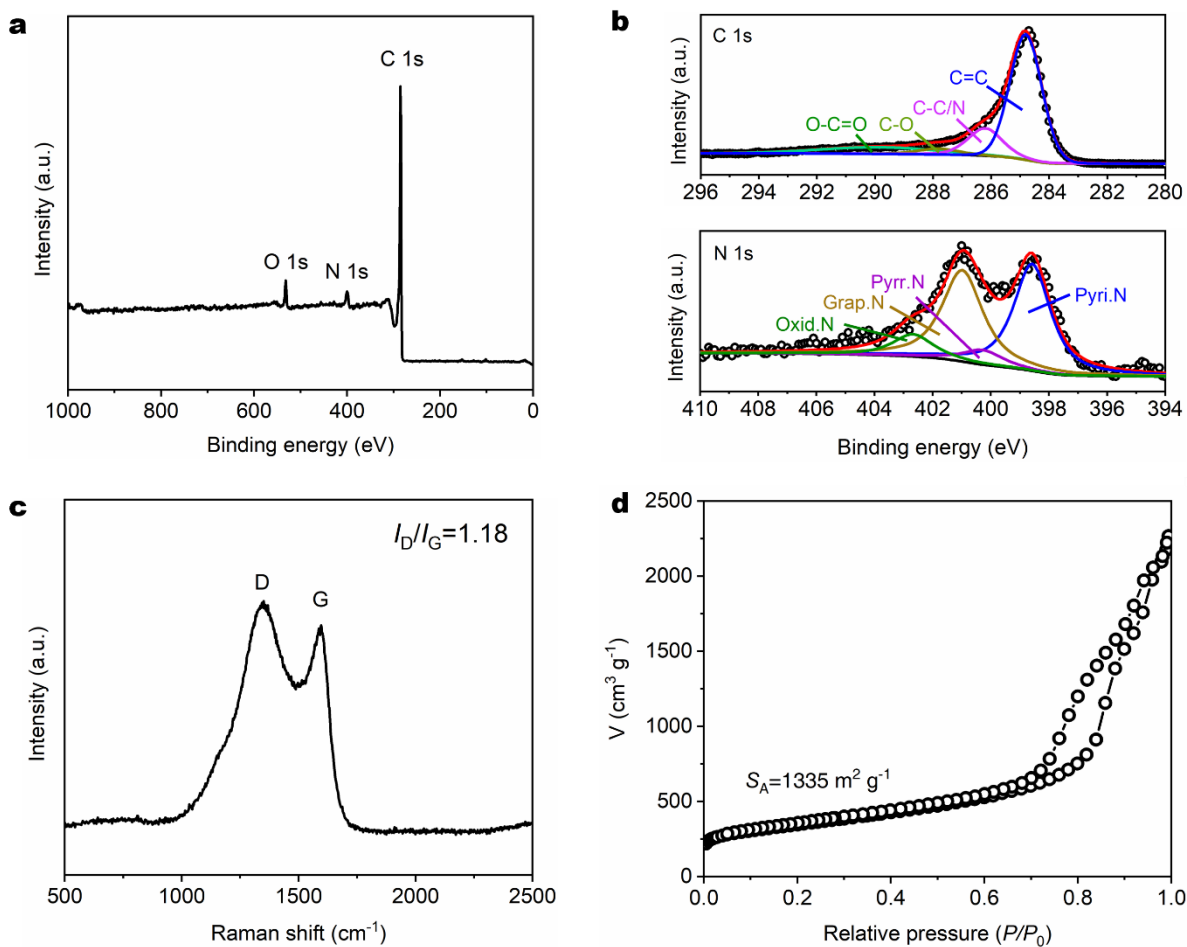 a
C 1s
O 1s
N 1s
Intensity (a.u.)
1000 800 600 400 200 0
Binding energy (eV)
b
C 1s
C=C
C-C/N
C-O
O-C=O
Intensity (a.u.)
296 294 292 290 288 286 284 282 280
N 1s
Pyrr.N
Grap.N
Pyri.N
Oxid.N
Intensity (a.u.)
410 408 406 404 402 400 398 396 394
Binding energy (eV)
c
I_D/I_G=1.18
D
G
Intensity (a.u.)
500 1000 1500 2000 2500
Raman shift (cm⁻¹)
d
2500
2000
1500
1000
500
0
V (cm³ g⁻¹)
S_A=1335 m² g⁻¹
0.0 0.2 0.4 0.6 0.8 1.0
Relative pressure (P/P₀)